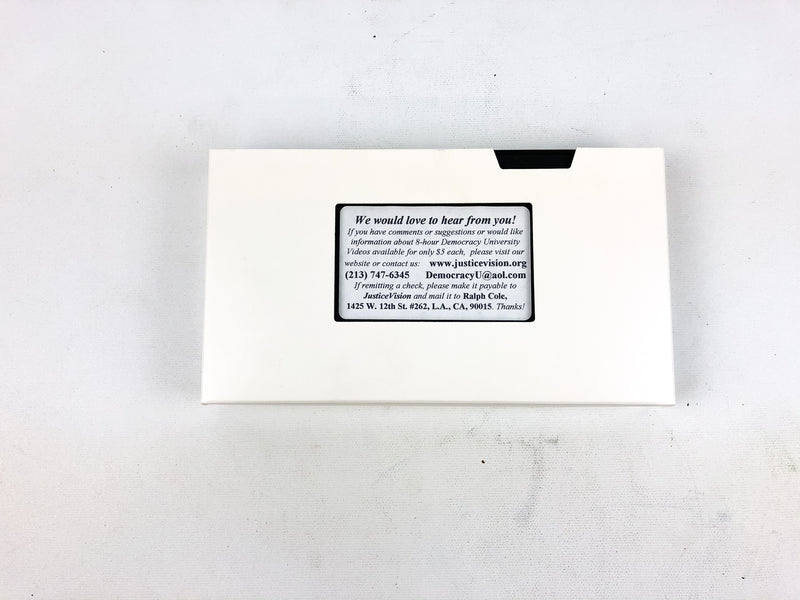 We would love to hear from you!
If you have comments or suggestions or would like
information about 8-hour Democracy University
Videos available for only $5 each, please visit our
website or contact us: www.justicevision.org
(213) 747-6345 DemocracyU@aol.com
If remitting a check, please make it payable to
JusticeVision and mail it to Ralph Cole,
1425 W. 12th St. #262, L.A., CA, 90015. Thanks!